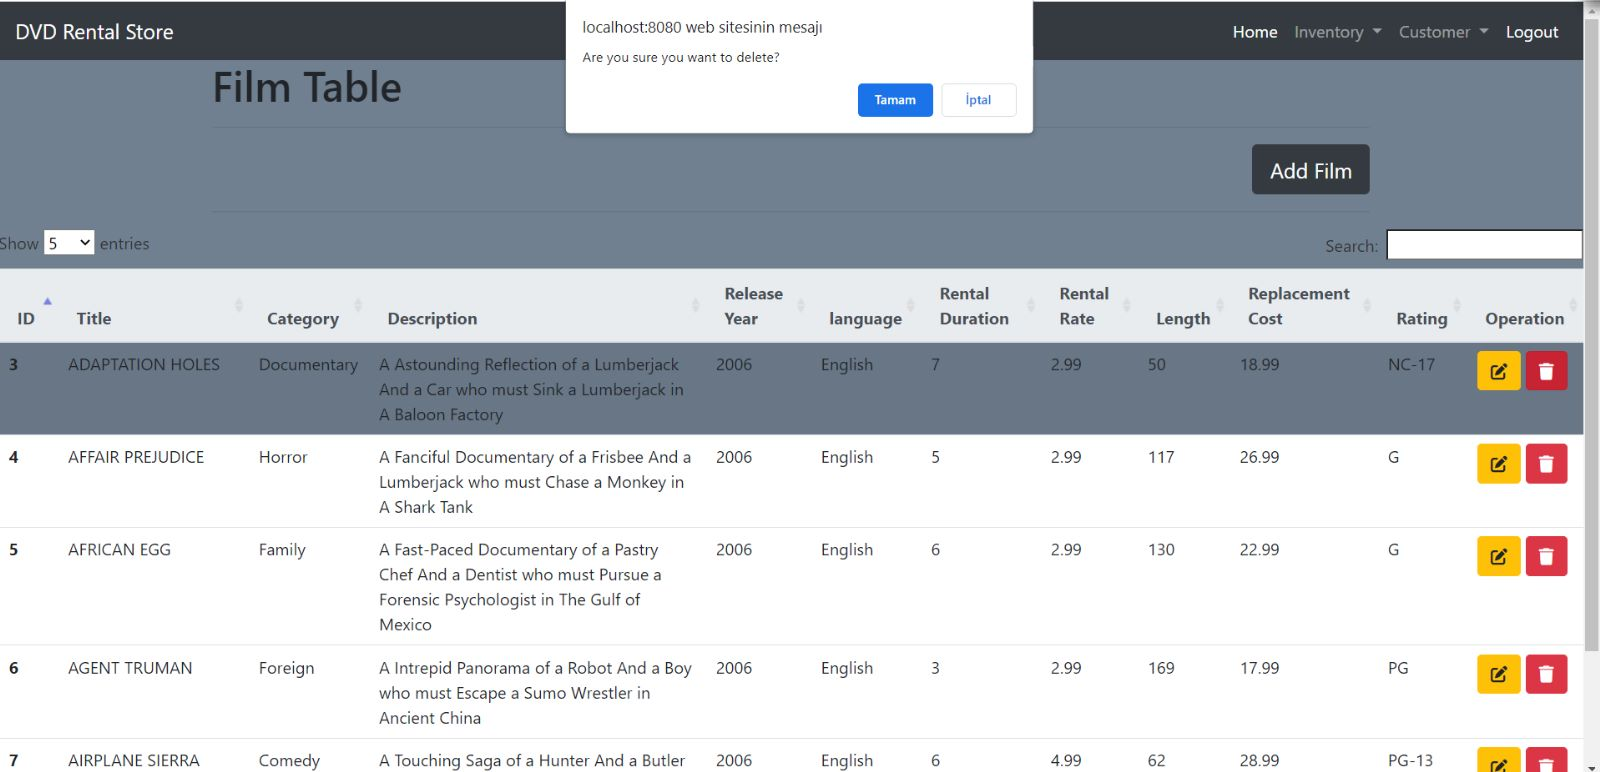 DVD Rental Store
Home Inventory Customer Logout
localhost:8080 web sitesinin mesajı
Are you sure you want to delete?
Tamam İptal
Film Table
Add Film
Show 5 entries
Search:
ID Title Category Description Release Year language Rental Duration Rental Rate Length Replacement Cost Rating Operation
3 ADAPTATION HOLES Documentary A Astounding Reflection of a Lumberjack 2006 English 7 2.99 50 18.99 NC-17
And a Car who must Sink a Lumberjack in
A Baloon Factory
4 AFFAIR PREJUDICE Horror A Fanciful Documentary of a Frisbee And a 2006 English 5 2.99 117 26.99 G
Lumberjack who must Chase a Monkey in
A Shark Tank
5 AFRICAN EGG Family A Fast-Paced Documentary of a Pastry 2006 English 6 2.99 130 22.99 G
Chef And a Dentist who must Pursue a
Forensic Psychologist in The Gulf of
Mexico
6 AGENT TRUMAN Foreign A Intrepid Panorama of a Robot And a Boy 2006 English 3 2.99 169 17.99 PG
who must Escape a Sumo Wrestler in
Ancient China
7 AIRPLANE SIERRA Comedy A Touching Saga of a Hunter And a Butler 2006 English 6 4.99 62 28.99 PG-13